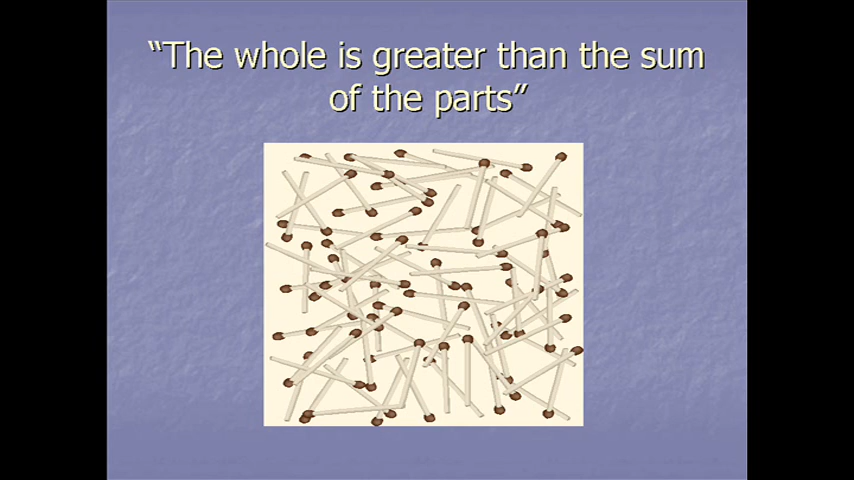 “The whole is greater than the sum
of the parts”